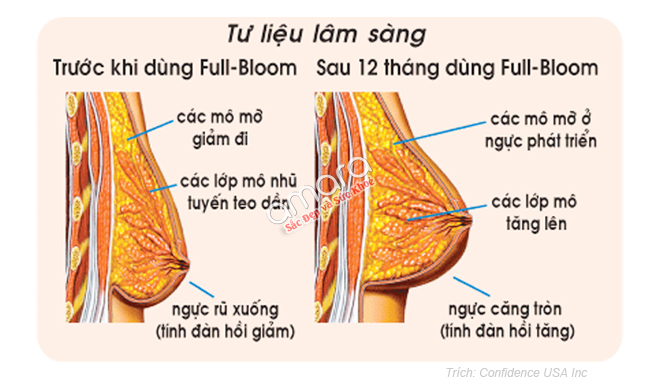 Tư liệu lâm sàng
Trước khi dùng Full-Bloom
Sau 12 tháng dùng Full-Bloom
các mô mỡ
giảm đi
các lớp mô nhũ
tuyến teo dần
ngực rũ xuống
(tính đàn hồi giảm)
các mô mỡ ở
ngực phát triển
các lớp mô
tăng lên
ngực căng tròn
(tính đàn hồi tăng)
amara
Sắc Đẹp và Sức Khoẻ
Trích: Confidence USA Inc